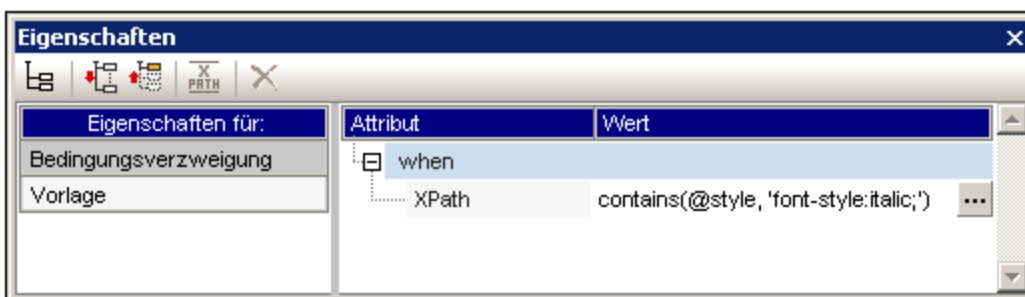 Eigenschaften
X PATH
Eigenschaften für:
Attribut Wert
Bedingungsverzweigung
when
Vorlage
XPath contains(@style, 'font-style:italic;') ...